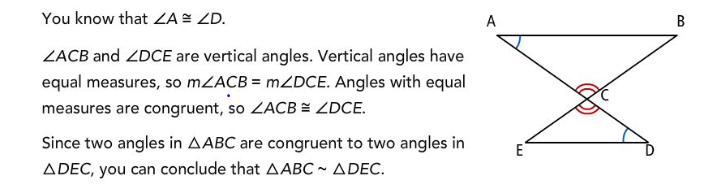 You know that ∠A ≅ ∠D.
∠ACB and ∠DCE are vertical angles. Vertical angles have
equal measures, so m∠ACB = m∠DCE. Angles with equal
measures are congruent, so ∠ACB ≅ ∠DCE.
Since two angles in △ABC are congruent to two angles in
△DEC, you can conclude that △ABC ~ △DEC.
A
B
C
E
D